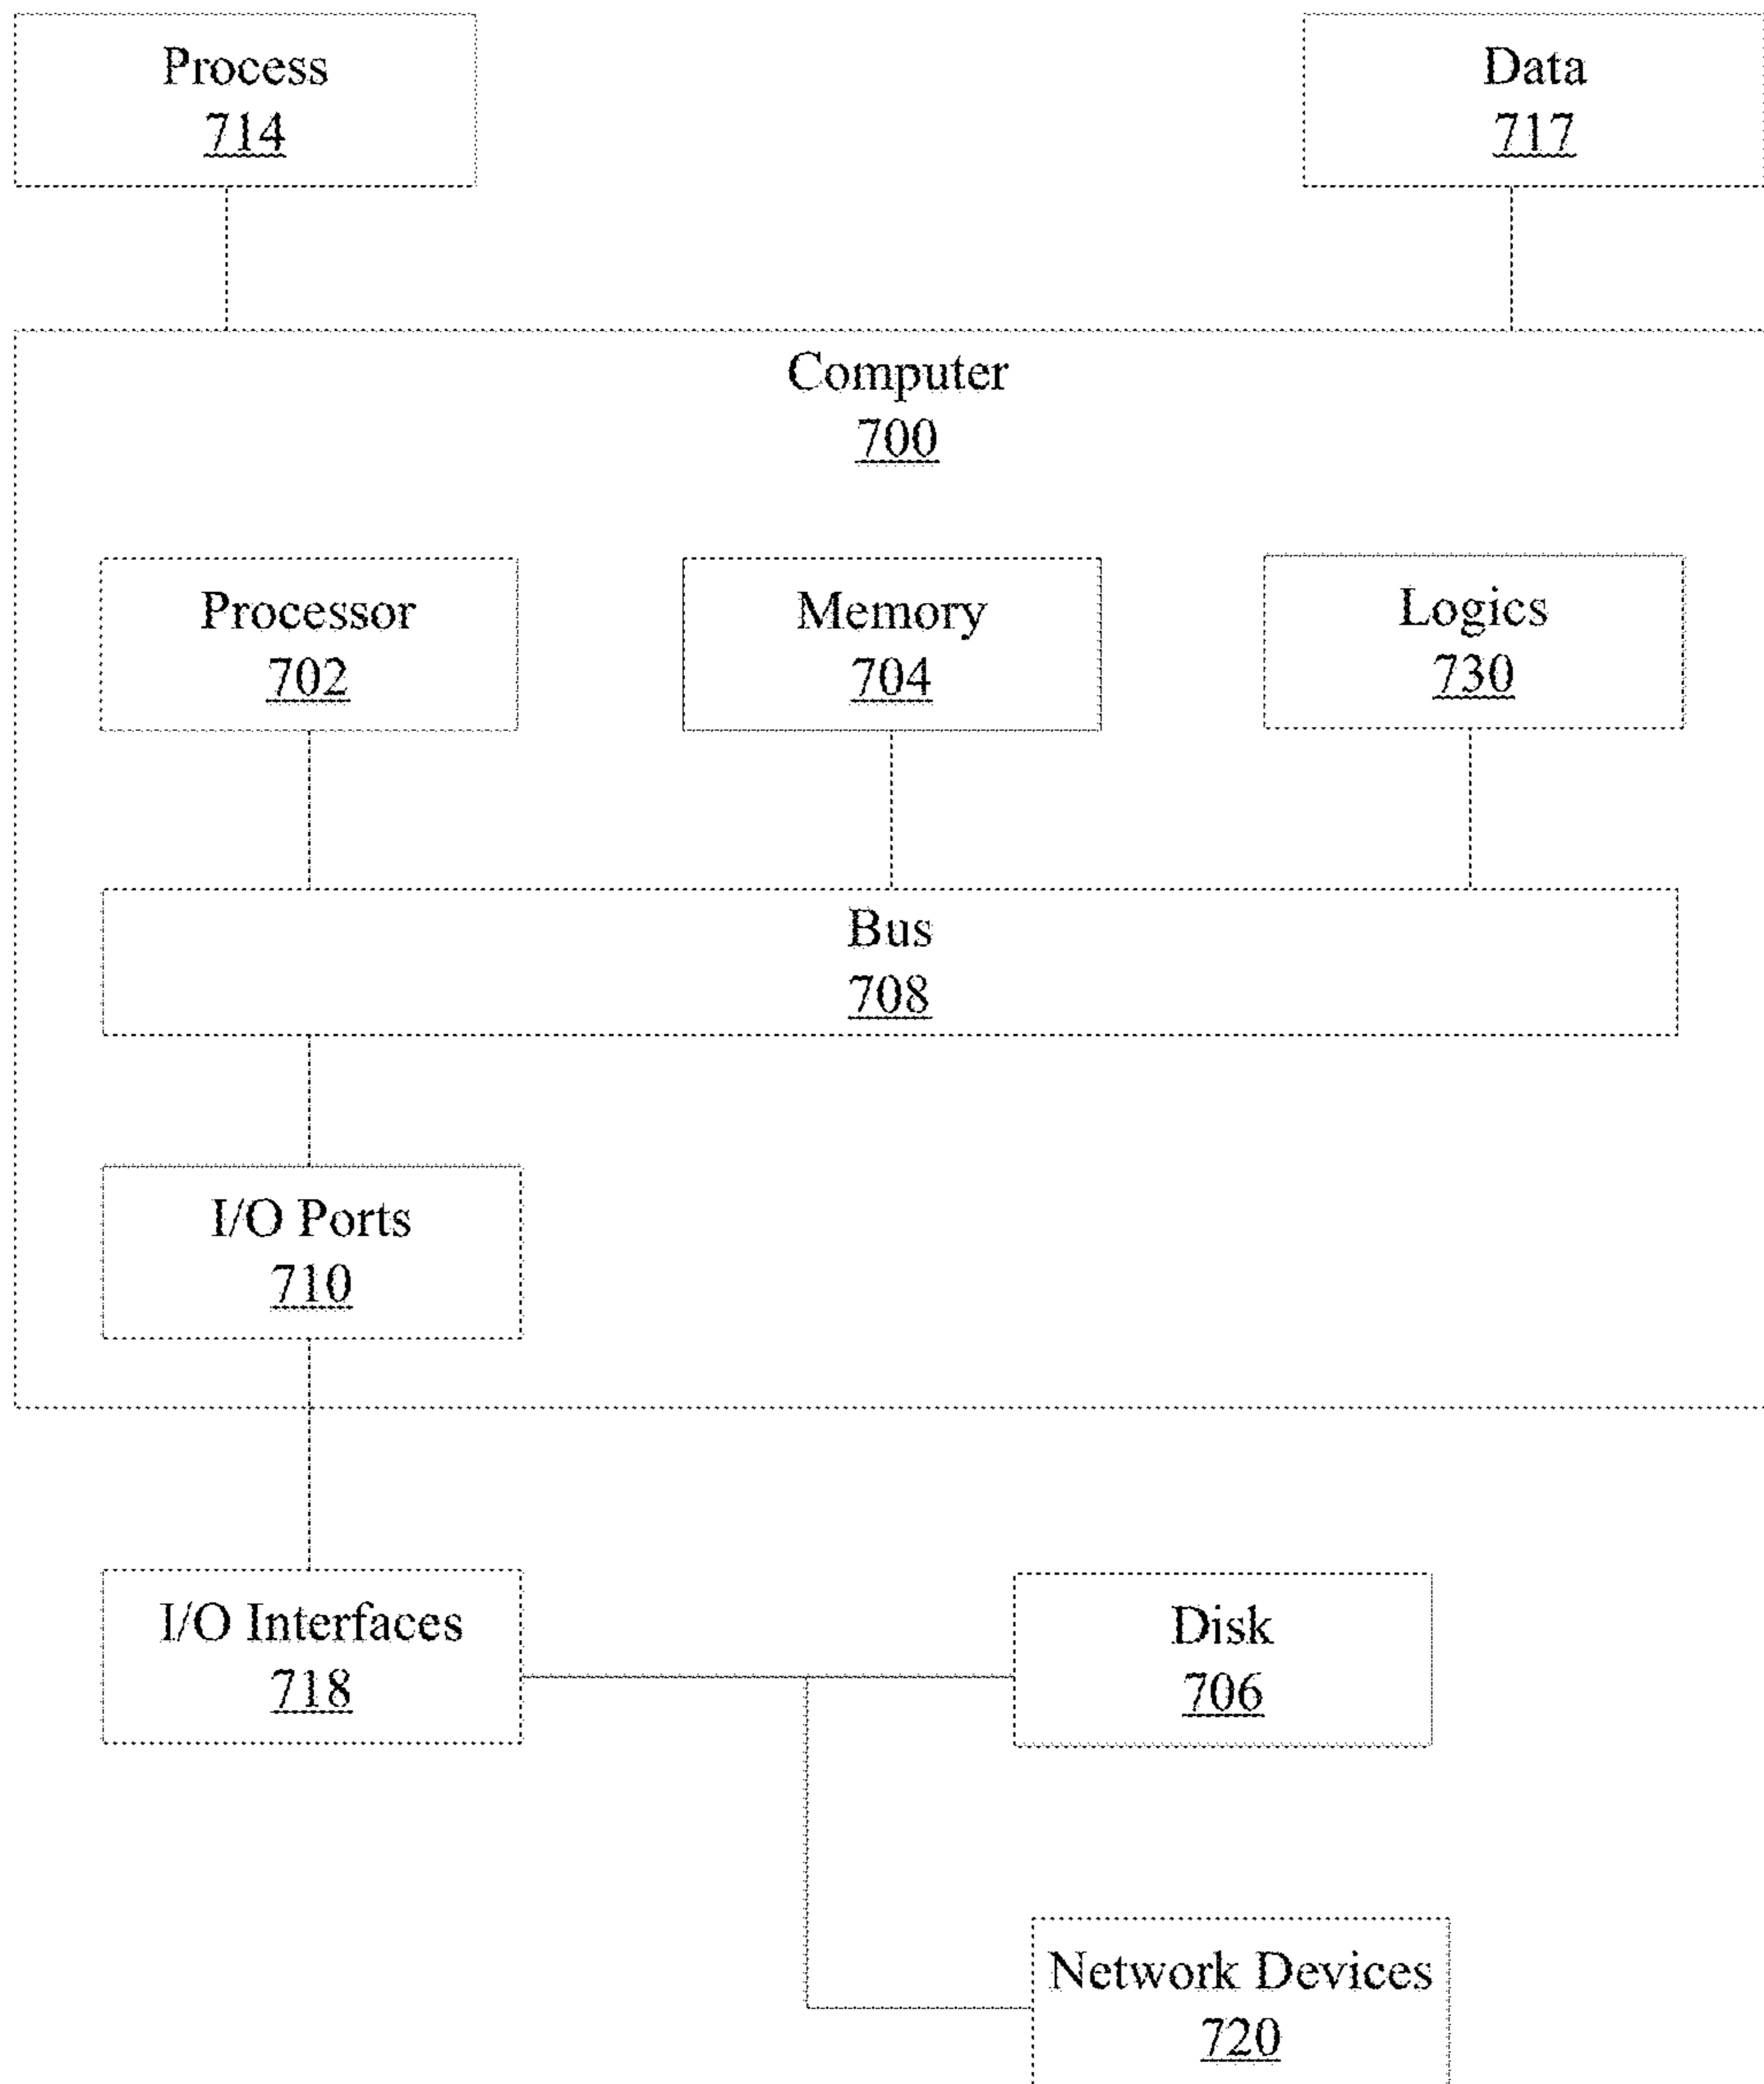 Process
714
Data
717
Computer
700
Processor
702
Memory
704
Logics
730
Bus
708
I/O Ports
710
I/O Interfaces
718
Disk
706
Network Devices
720